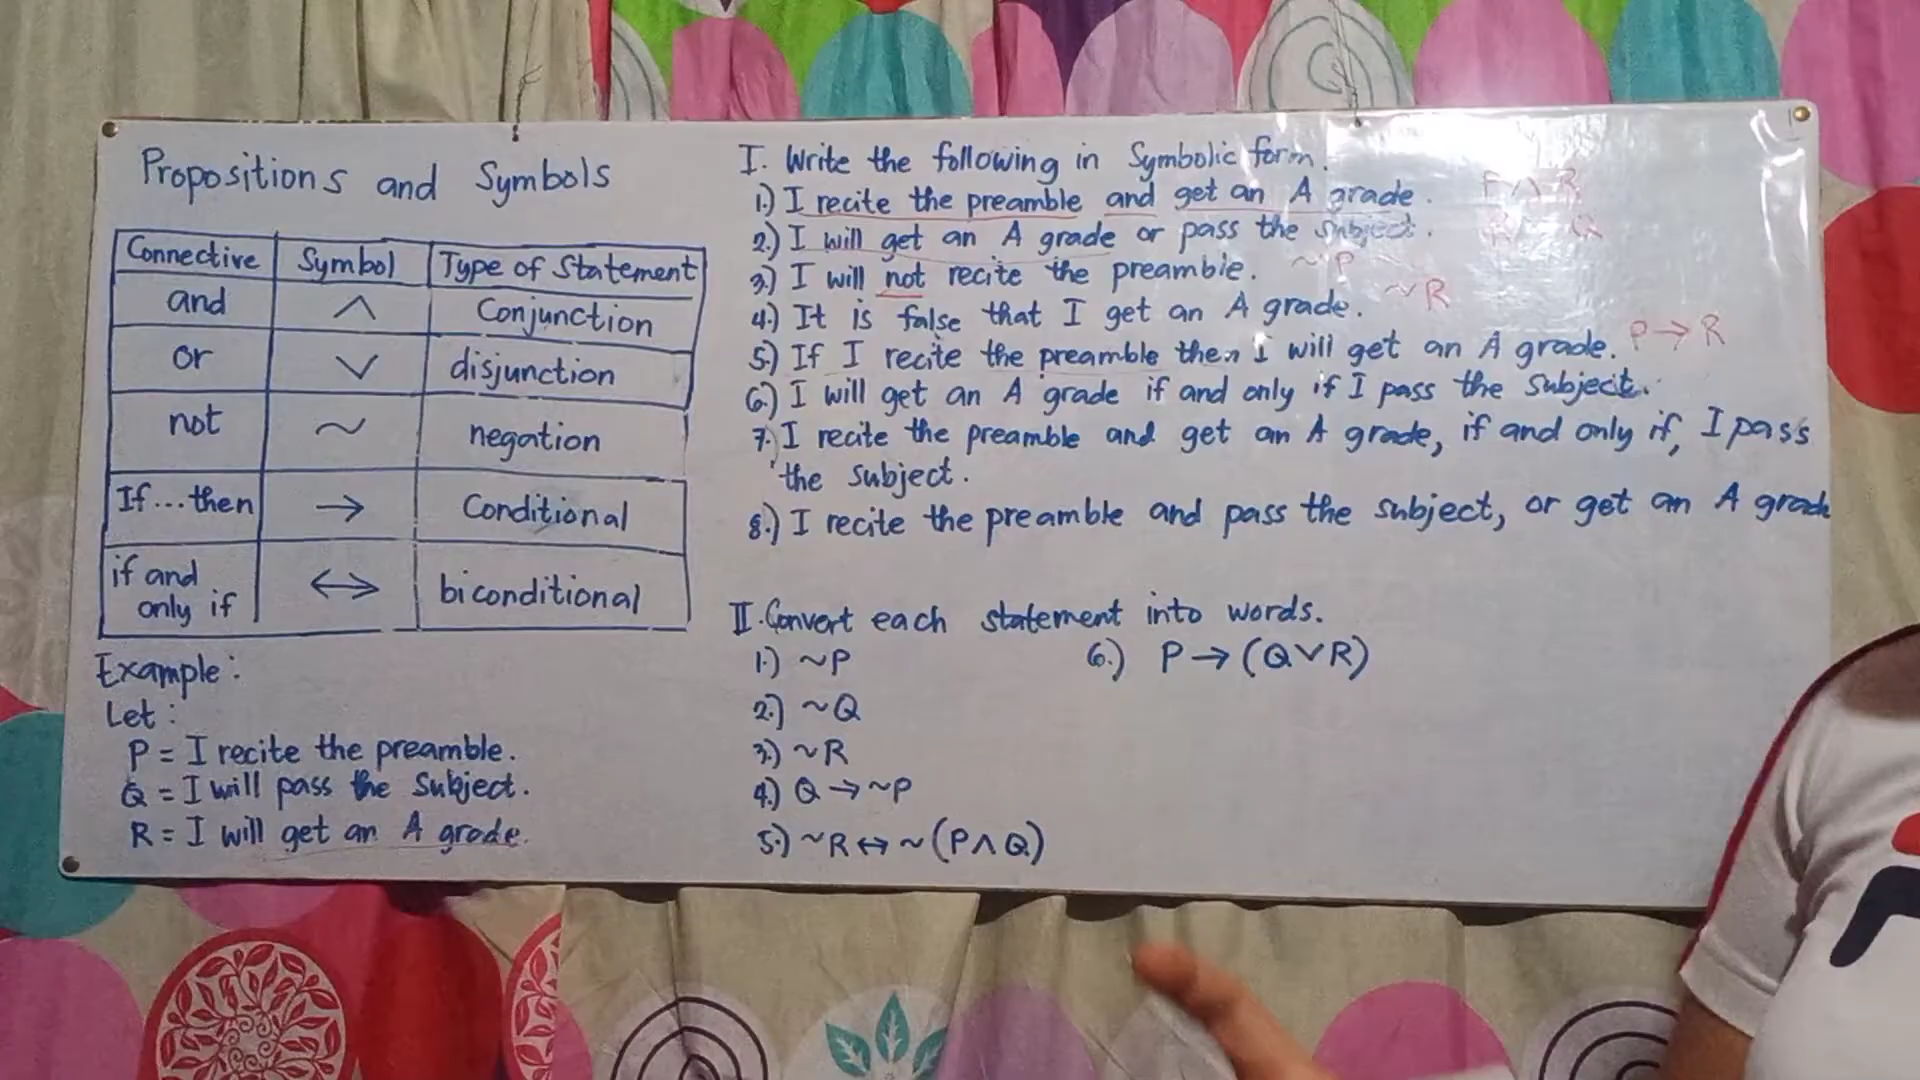 Propositions and Symbols
Connective Symbol Type of Statement
and ∧ Conjunction
or ∨ disjunction
not ~ negation
If...then → Conditional
if and only if ↔ biconditional
Example:
Let:
P = I recite the preamble.
Q = I will pass the Subject.
R = I will get an A grade.
I. Write the following in Symbolic form.
1.) I recite the preamble and get an A grade. P ∧ R
2.) I will get an A grade or pass the Subject. R Q
3.) I will not recite the preamble. ~P
4.) It is false that I get an A grade. ~R
5.) If I recite the preamble then I will get an A grade. P → R
6.) I will get an A grade if and only if I pass the Subject.
7.) I recite the preamble and get an A grade, if and only if, I pass
the subject.
8.) I recite the preamble and pass the subject, or get an A grade
II. Convert each statement into words.
1.) ~P
2.) ~Q
3.) ~R
4.) Q → ~P
5.) ~R ↔ ~(P ∧ Q)
6.) P → (Q ∨ R)